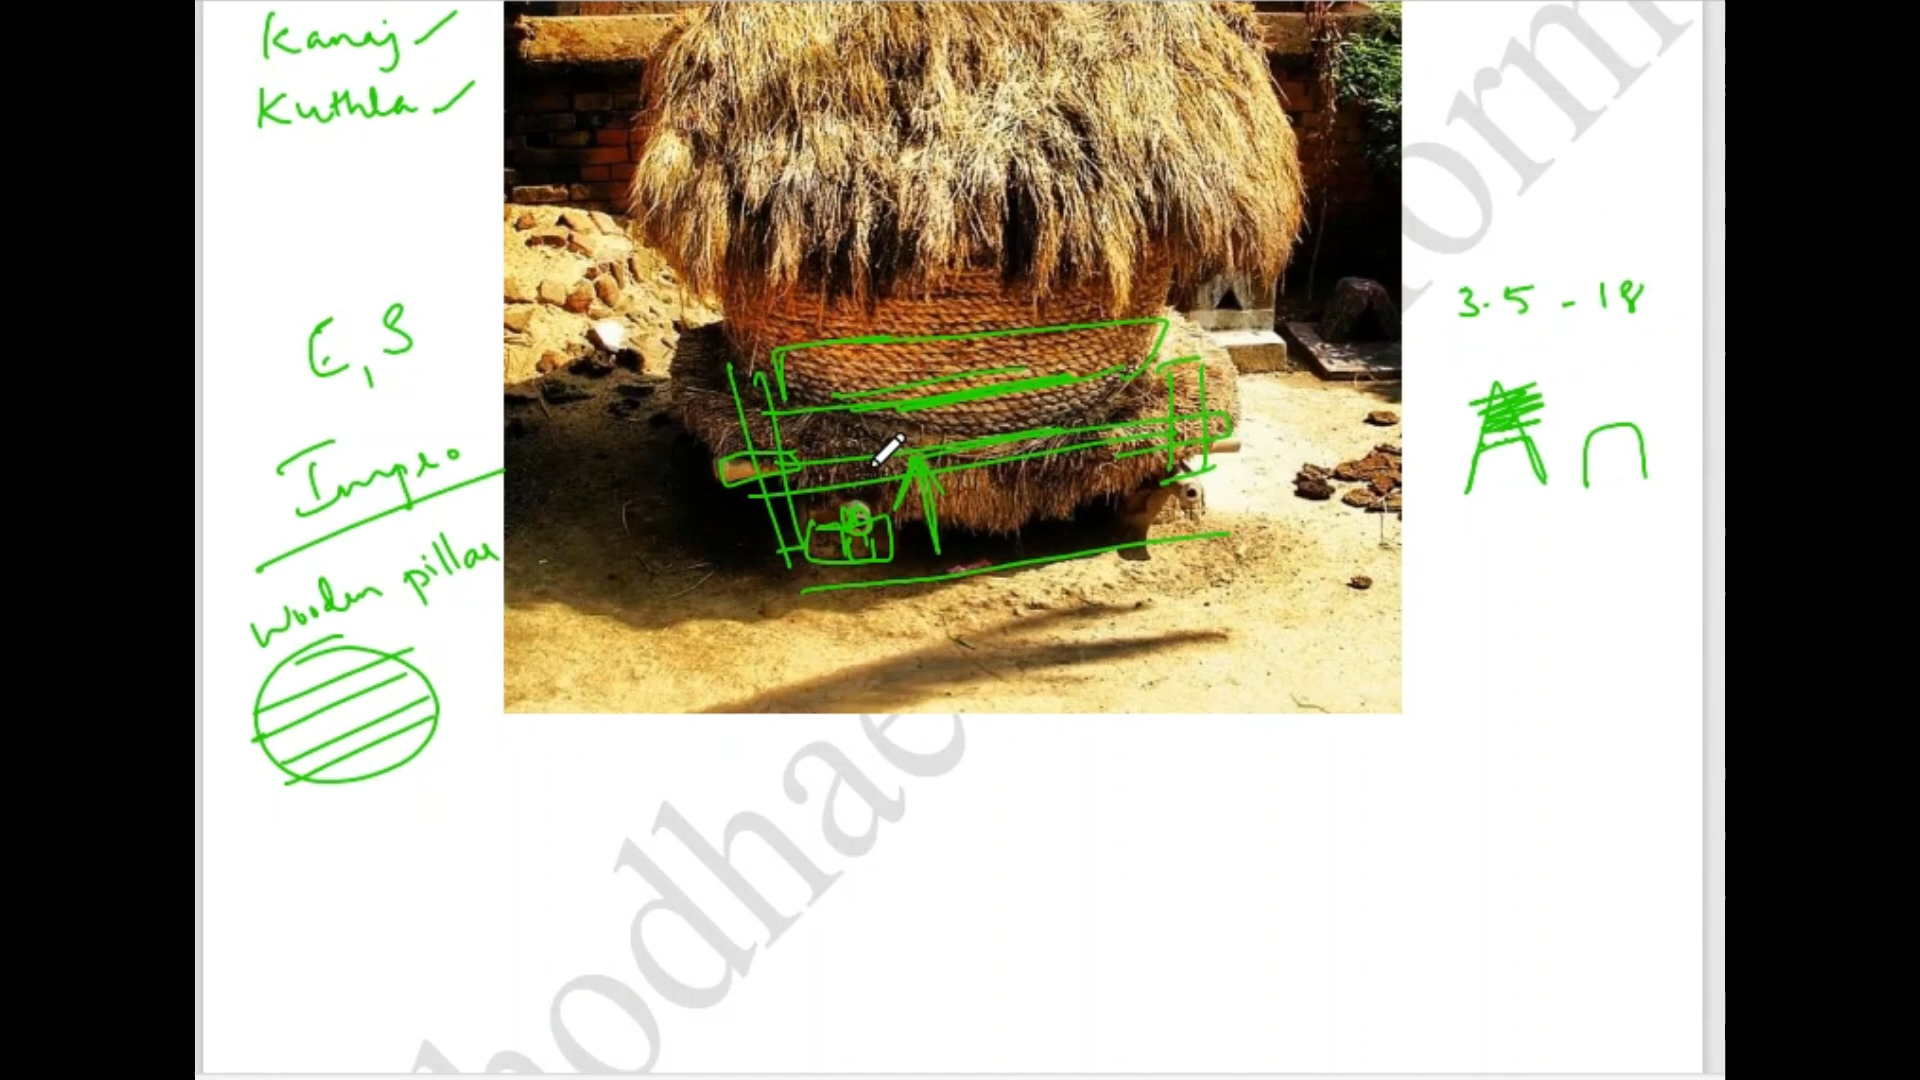 Kanaj
Kuthla
E, S
3.5 - 18
Impro
wooden pillar